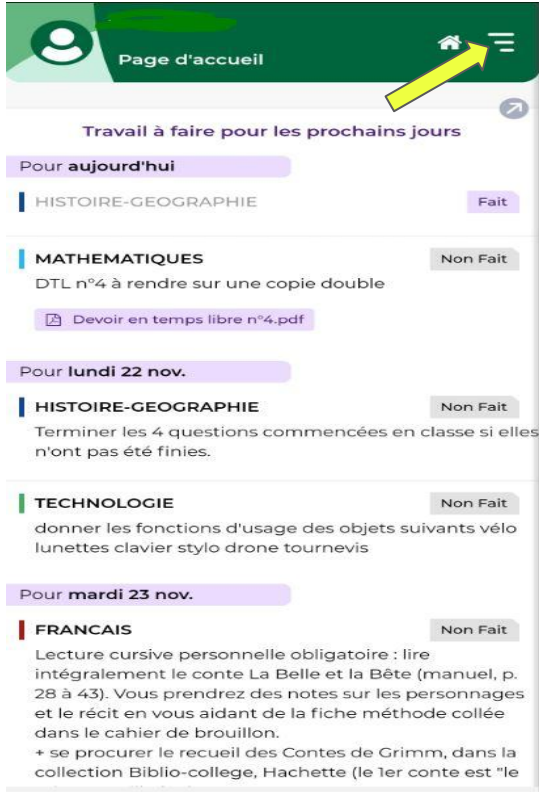 Page d'accueil
Travail à faire pour les prochains jours
Pour aujourd'hui
HISTOIRE-GEOGRAPHIE
Fait
MATHEMATIQUES
Non Fait
DTL n°4 à rendre sur une copie double
Devoir en temps libre n°4.pdf
Pour lundi 22 nov.
HISTOIRE-GEOGRAPHIE
Non Fait
Terminer les 4 questions commencées en classe si elles
n'ont pas été finies.
TECHNOLOGIE
Non Fait
donner les fonctions d'usage des objets suivants vélo
lunettes clavier stylo drone tournevis
Pour mardi 23 nov.
FRANCAIS
Non Fait
Lecture cursive personnelle obligatoire : lire
intégralement le conte La Belle et la Bête (manuel, p.
28 à 43). Vous prendrez des notes sur les personnages
et le récit en vous aidant de la fiche méthode collée
dans le cahier de brouillon.
+ se procurer le recueil des Contes de Grimm, dans la
collection Biblio-college, Hachette (le 1er conte est "le